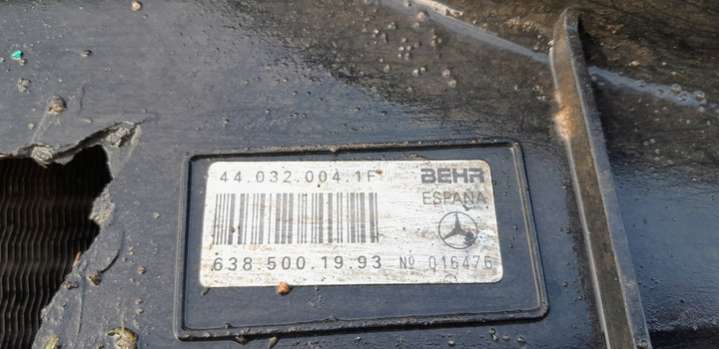 44.032.004.1F BEHR
ESPAÑA
638.500.19.93 Nº 016476